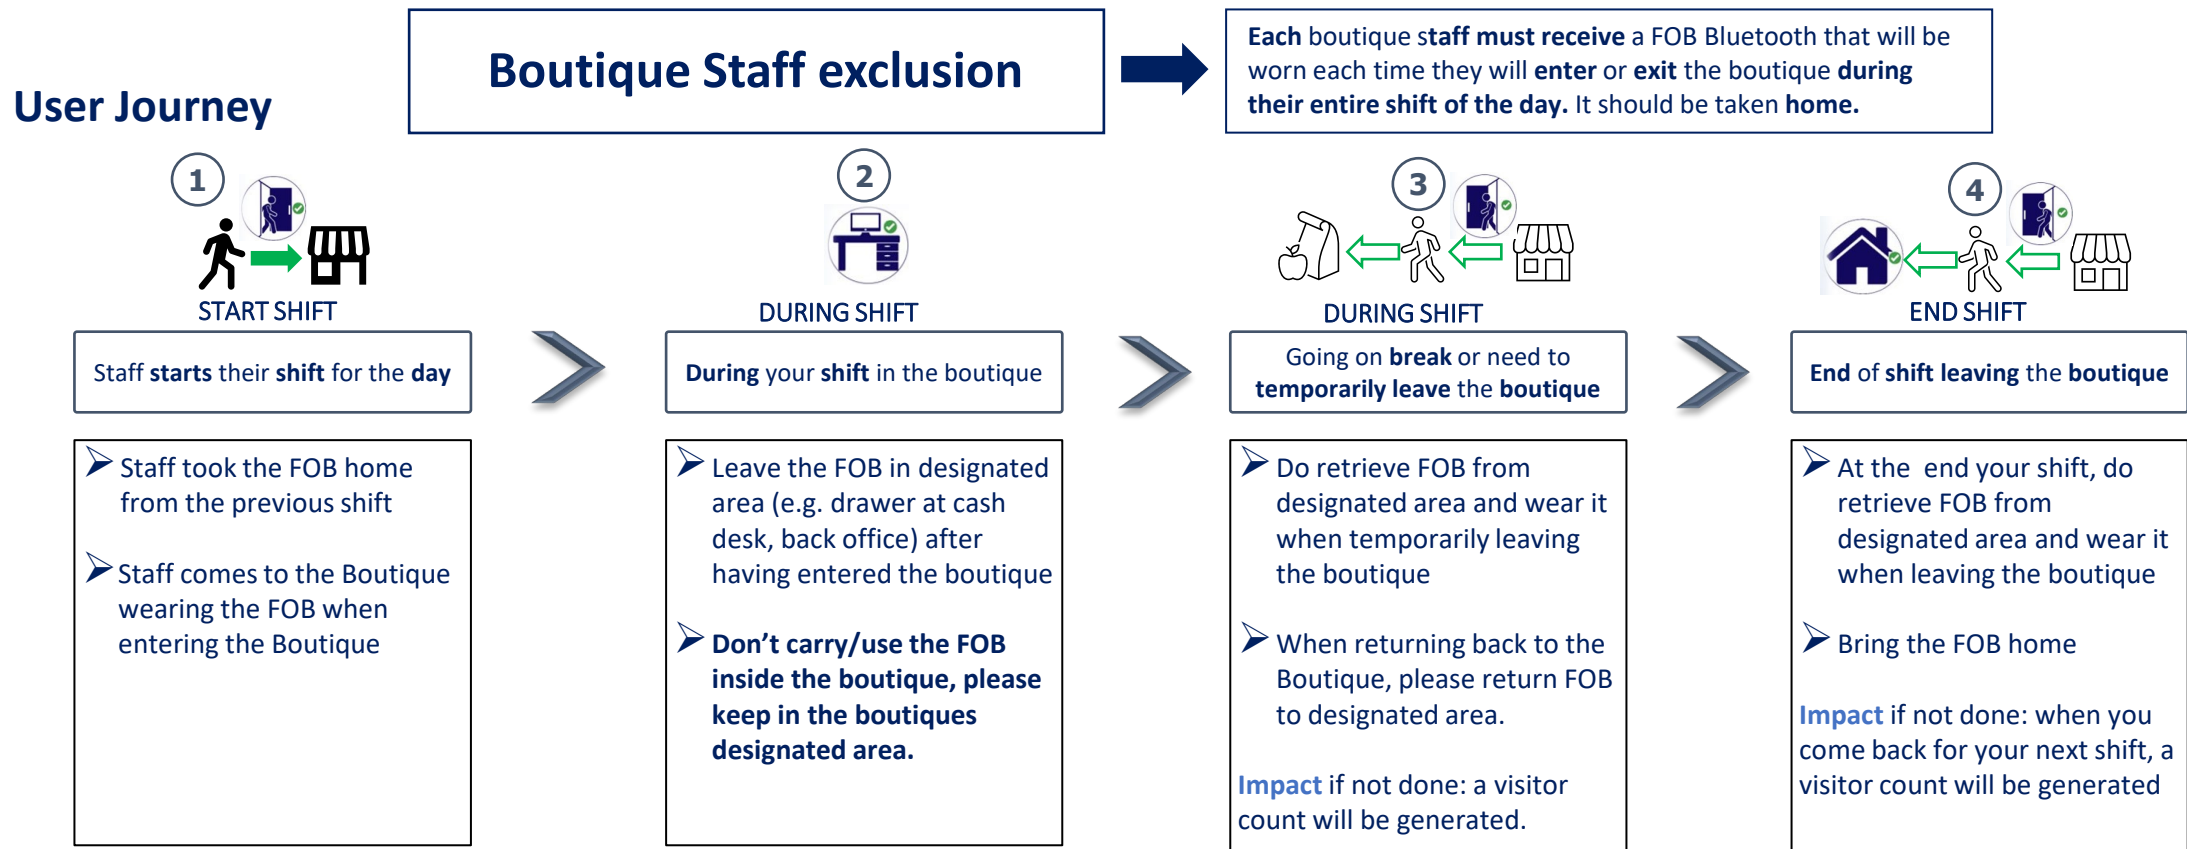 User Journey
Boutique Staff exclusion
Each boutique staff must receive a FOB Bluetooth that will be
worn each time they will enter or exit the boutique during
their entire shift of the day. It should be taken home.
1
START SHIFT
Staff starts their shift for the day
➢ Staff took the FOB home
from the previous shift
➢ Staff comes to the Boutique
wearing the FOB when
entering the Boutique
2
DURING SHIFT
During your shift in the boutique
➢ Leave the FOB in designated
area (e.g. drawer at cash
desk, back office) after
having entered the boutique
➢ Don’t carry/use the FOB
inside the boutique, please
keep in the boutiques
designated area.
3
DURING SHIFT
Going on break or need to
temporarily leave the boutique
➢ Do retrieve FOB from
designated area and wear it
when temporarily leaving
the boutique
➢ When returning back to the
Boutique, please return FOB
to designated area.
Impact if not done: a visitor
count will be generated.
4
END SHIFT
End of shift leaving the boutique
➢ At the end your shift, do
retrieve FOB from
designated area and wear it
when leaving the boutique
➢ Bring the FOB home
Impact if not done: when you
come back for your next shift, a
visitor count will be generated